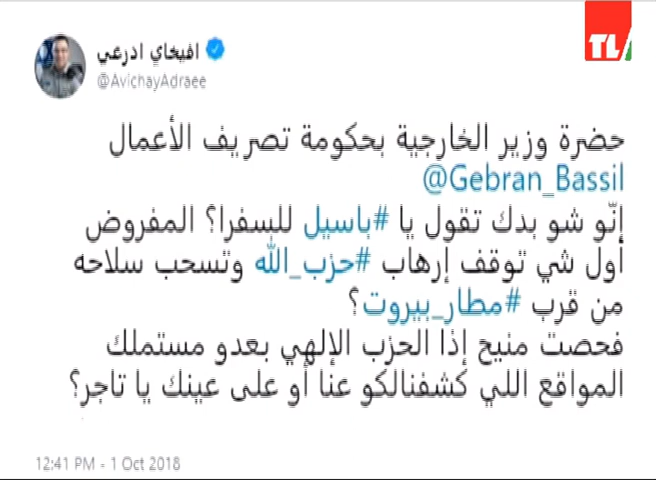 TL/
افيخاي ادرعي
@AvichayAdraee
حضرة وزير الخارجية بحكومة تصريف الأعمال
@Gebran_Bassil
إنّو شو بدك تقول يا #باسيل للسفرا؟ المفروض
أول شي توقف إرهاب #حزب_الله وتسحب سلاحه
من قرب #مطار_بيروت؟
فحصت منيح إذا الحزب الإلهي بعدو مستملك
المواقع اللي كشفنالكو عنا أو على عينك يا تاجر؟
12:41 PM - 1 Oct 2018